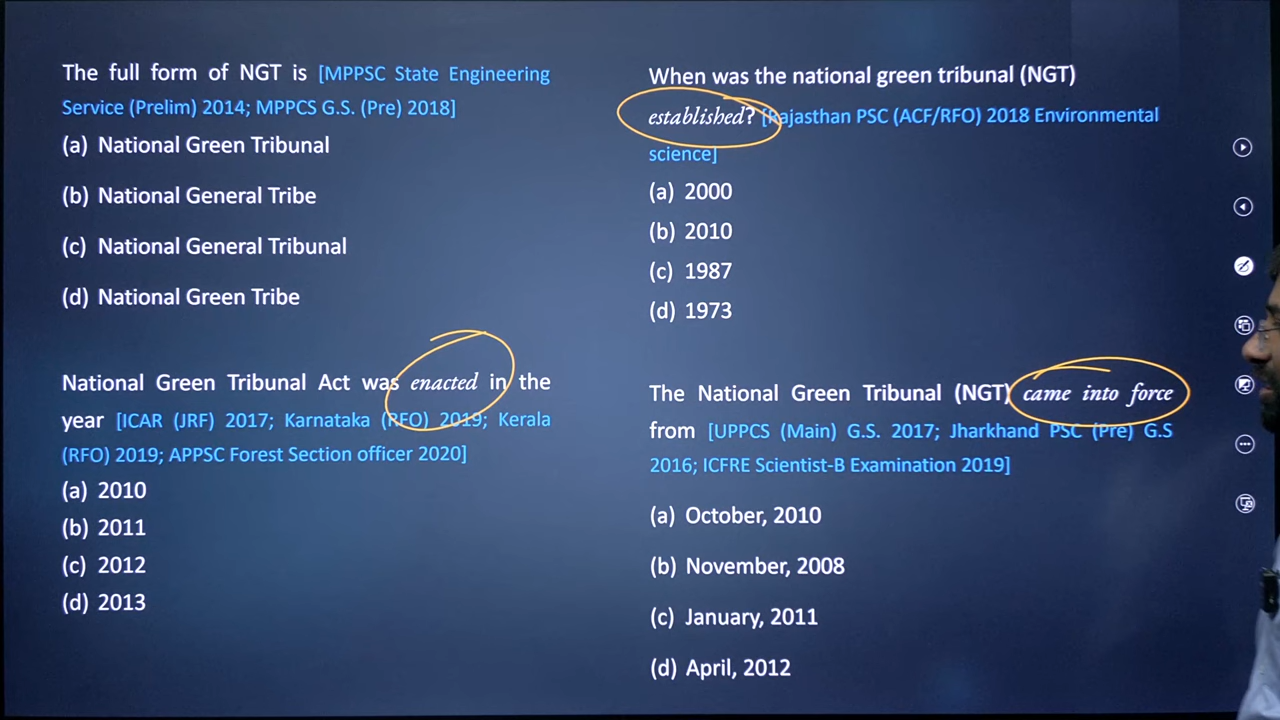 The full form of NGT is [MPPSC State Engineering
Service (Prelim) 2014; MPPCS G.S. (Pre) 2018]
(a) National Green Tribunal
(b) National General Tribe
(c) National General Tribunal
(d) National Green Tribe
National Green Tribunal Act was enacted in the
year [ICAR (JRF) 2017; Karnataka (RFO) 2019; Kerala
(RFO) 2019; APPSC Forest Section officer 2020]
(a) 2010
(b) 2011
(c) 2012
(d) 2013
When was the national green tribunal (NGT)
established? [Rajasthan PSC (ACF/RFO) 2018 Environmental
science]
(a) 2000
(b) 2010
(c) 1987
(d) 1973
The National Green Tribunal (NGT) came into force
from [UPPCS (Main) G.S. 2017; Jharkhand PSC (Pre) G.S
2016; ICFRE Scientist-B Examination 2019]
(a) October, 2010
(b) November, 2008
(c) January, 2011
(d) April, 2012